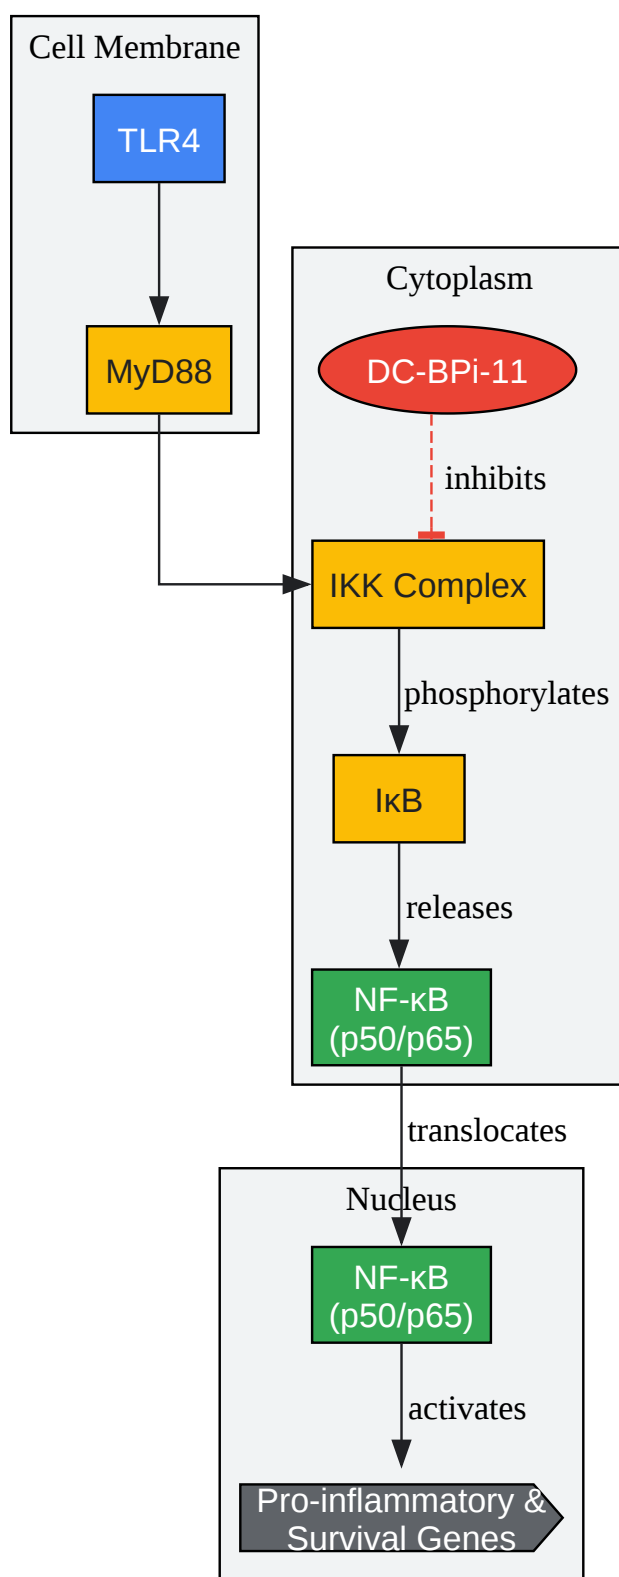 Cell Membrane
TLR4
MyD88
Cytoplasm
DC-BPi-11
inhibits
IKK Complex
phosphorylates
IκB
releases
NF-κB
(p50/p65)
translocates
Nucleus
NF-κB
(p50/p65)
activates
Pro-inflammatory &
Survival Genes